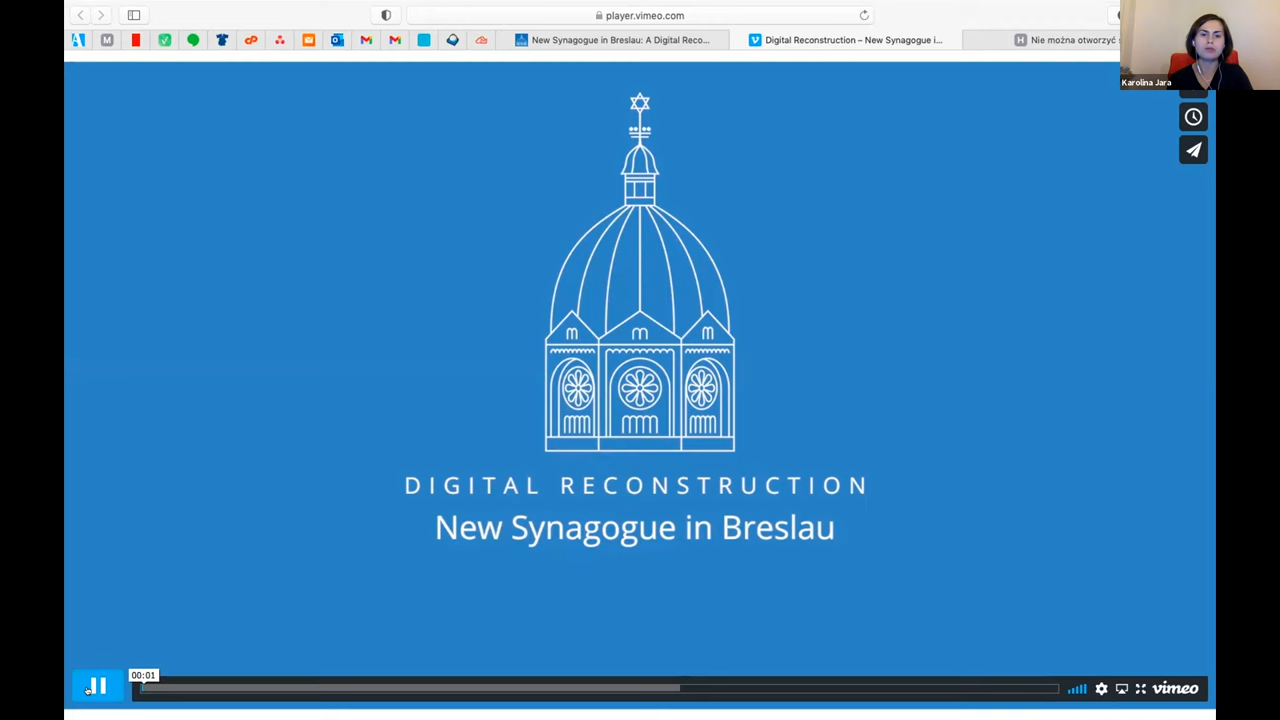 player.vimeo.com
New Synagogue in Breslau: A Digital Reco...
Digital Reconstruction – New Synagogue i...
Nie można otworzyć s
Karolina Jara
DIGITAL RECONSTRUCTION
New Synagogue in Breslau
00:01
vimeo